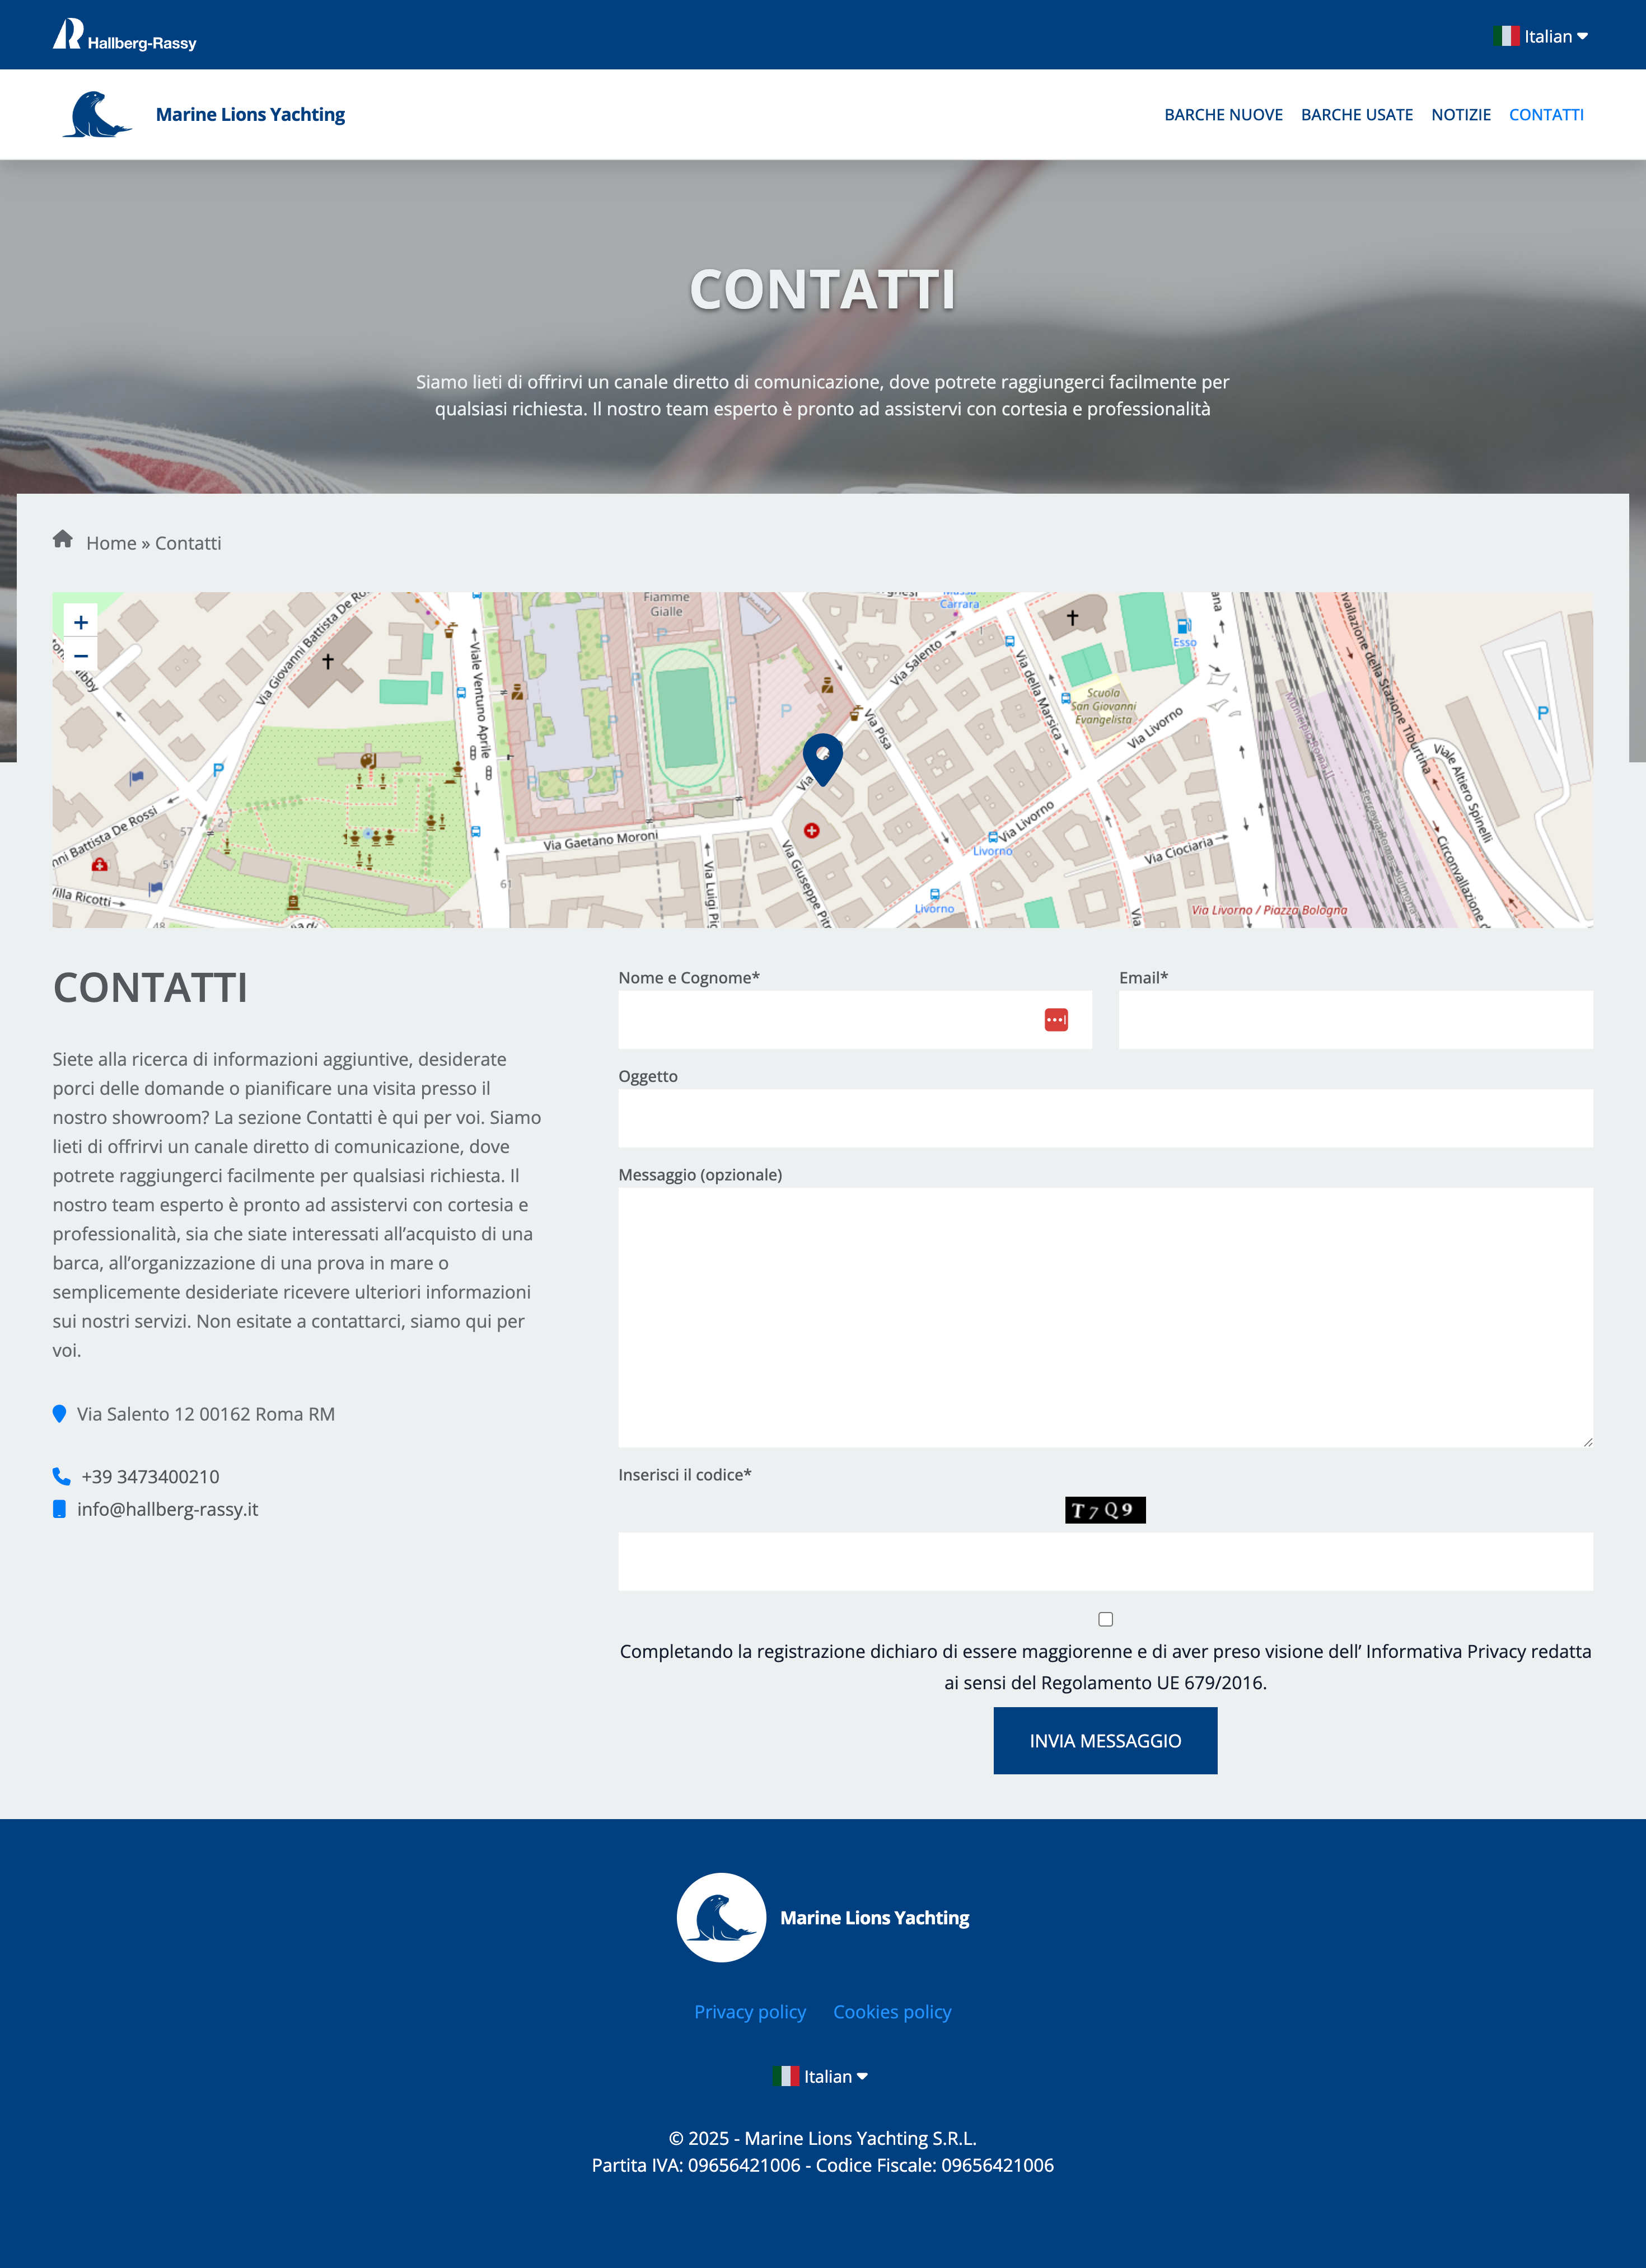 Hallberg-Rassy
Italian
Marine Lions Yachting
BARCHE NUOVE BARCHE USATE NOTIZIE CONTATTI
CONTATTI
Siamo lieti di offrirvi un canale diretto di comunicazione, dove potrete raggiungerci facilmente per
qualsiasi richiesta. Il nostro team esperto è pronto ad assistervi con cortesia e professionalità
Home » Contatti
+
−
Via Giovanni Battista De Ro
Viale Ventuno Aprile
Fiamme
Gialle
Carrara
Via Salento
Via Pisa
Via della Marsica
Esso
Scuola
San Giovanni
Evangelista
Via Livorno
Viale Altiero Spinelli
Via Gaetano Moroni
Via Livorno
Livorno
Via Ciociaria
61
57
51
Livorno
Via Livorno / Piazza Bologna
CONTATTI
Siete alla ricerca di informazioni aggiuntive, desiderate
porci delle domande o pianificare una visita presso il
nostro showroom? La sezione Contatti è qui per voi. Siamo
lieti di offrirvi un canale diretto di comunicazione, dove
potrete raggiungerci facilmente per qualsiasi richiesta. Il
nostro team esperto è pronto ad assistervi con cortesia e
professionalità, sia che siate interessati all’acquisto di una
barca, all’organizzazione di una prova in mare o
semplicemente desideriate ricevere ulteriori informazioni
sui nostri servizi. Non esitate a contattarci, siamo qui per
voi.
Via Salento 12 00162 Roma RM
+39 3473400210
info@hallberg-rassy.it
Nome e Cognome*
Email*
Oggetto
Messaggio (opzionale)
Inserisci il codice*
T7Q9
Completando la registrazione dichiaro di essere maggiorenne e di aver preso visione dell’ Informativa Privacy redatta
ai sensi del Regolamento UE 679/2016.
INVIA MESSAGGIO
Marine Lions Yachting
Privacy policy Cookies policy
Italian
© 2025 - Marine Lions Yachting S.R.L.
Partita IVA: 09656421006 - Codice Fiscale: 09656421006